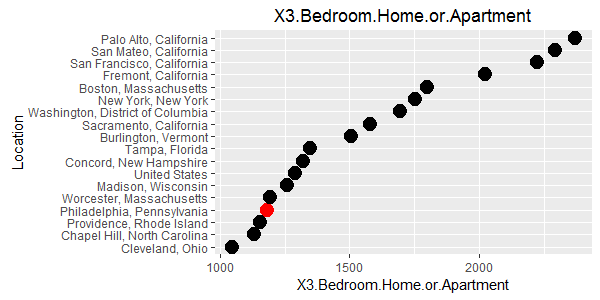 X3.Bedroom.Home.or.Apartment
Palo Alto, California
San Mateo, California
San Francisco, California
Fremont, California
Boston, Massachusetts
New York, New York
Washington, District of Columbia
Sacramento, California
Burlington, Vermont
Tampa, Florida
Concord, New Hampshire
United States
Madison, Wisconsin
Worcester, Massachusetts
Philadelphia, Pennsylvania
Providence, Rhode Island
Chapel Hill, North Carolina
Cleveland, Ohio
Location
1000 1500 2000
X3.Bedroom.Home.or.Apartment